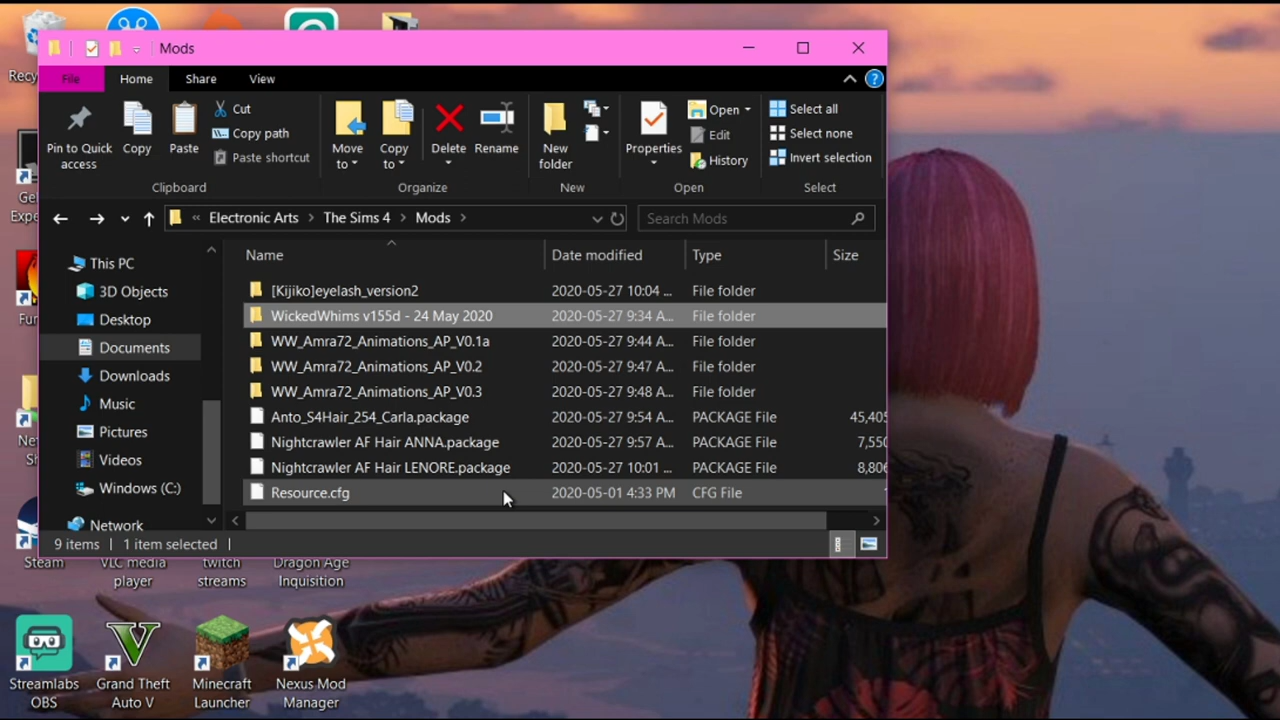 Mods
File Home Share View
Pin to Quick access
Copy
Paste
Cut
Copy path
Paste shortcut
Clipboard
Move to
Copy to
Delete
Rename
Organize
New folder
New
Properties
Open
Edit
History
Open
Select all
Select none
Invert selection
Select
« Electronic Arts > The Sims 4 > Mods >
Search Mods
This PC
3D Objects
Desktop
Documents
Downloads
Music
Pictures
Videos
Windows (C:)
Network
Name Date modified Type Size
[Kijiko]eyelash_version2 2020-05-27 10:04 ... File folder
WickedWhims v155d - 24 May 2020 2020-05-27 9:34 A... File folder
WW_Amra72_Animations_AP_V0.1a 2020-05-27 9:44 A... File folder
WW_Amra72_Animations_AP_V0.2 2020-05-27 9:47 A... File folder
WW_Amra72_Animations_AP_V0.3 2020-05-27 9:48 A... File folder
Anto_S4Hair_254_Carla.package 2020-05-27 9:54 A... PACKAGE File 45,405
Nightcrawler AF Hair ANNA.package 2020-05-27 9:57 A... PACKAGE File 7,550
Nightcrawler AF Hair LENORE.package 2020-05-27 10:01 ... PACKAGE File 8,806
Resource.cfg 2020-05-01 4:33 PM CFG File
9 items | 1 item selected |
Recy
Ge
Expe
Fur
Ne
Sh
Steam
VLC media player
twitch streams
Dragon Age Inquisition
Streamlabs OBS
Grand Theft Auto V
Minecraft Launcher
Nexus Mod Manager